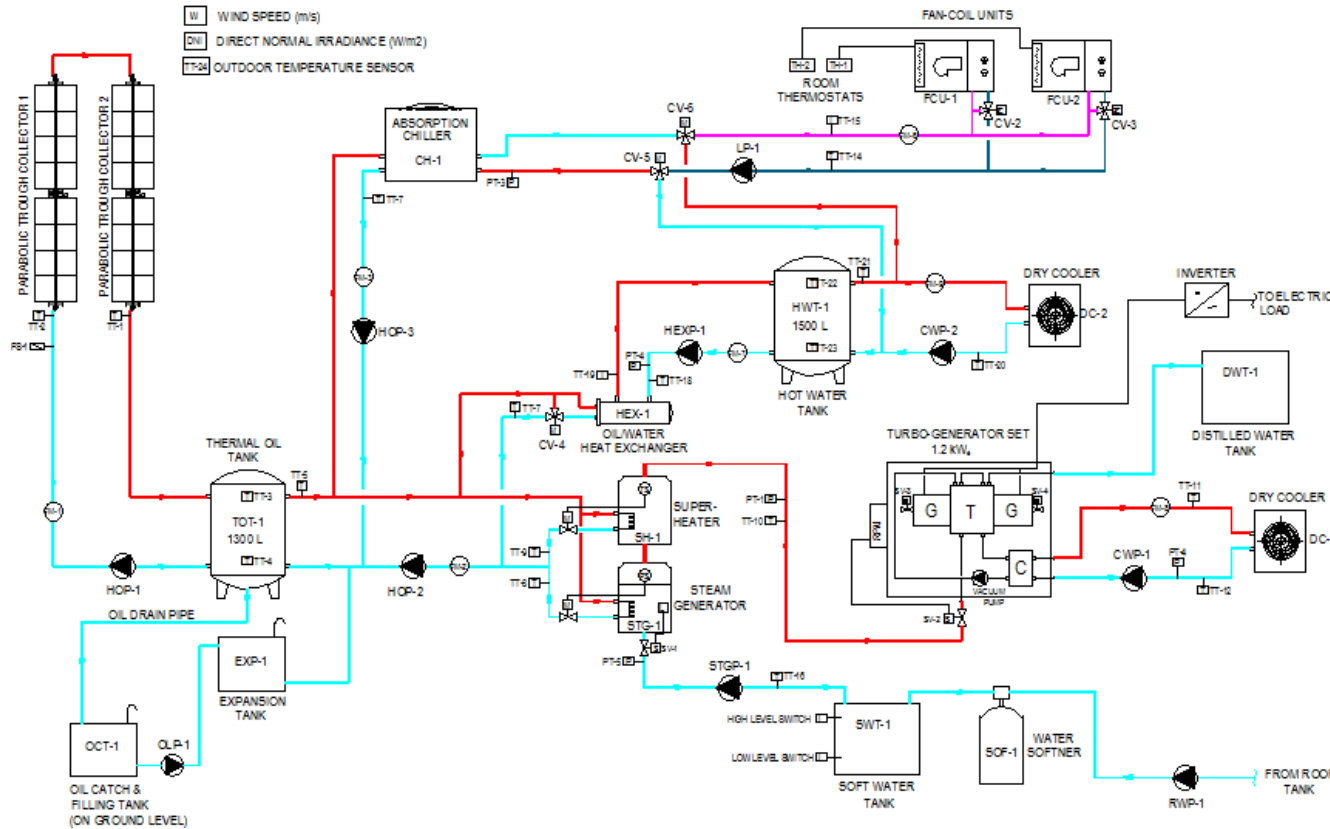 W WIND SPEED (m/s)
DNI DIRECT NORMAL IRRADIANCE (W/m2)
TT-24 OUTDOOR TEMPERATURE SENSOR
FAN-COIL UNITS
TH-2
TH-1
ROOM
THERMOSTATS
FCU-1
FCU-2
CV-2
CV-3
PARABOLIC TROUGH COLLECTOR 1
PARABOLIC TROUGH COLLECTOR 2
ABSORPTION
CHILLER
CH-1
CV-6
TT-15
CV-5
LP-1
TT-14
PT-3
TT-7
TT-2
TT-1
FS-1
HOP-3
TT-21
T-22
HWT-1
1500 L
T-23
HOT WATER
TANK
DRY COOLER
DC-2
INVERTER
TO ELECTRIC
LOAD
HEXP-1
CWP-2
PT-4
TT-18
TT-19
TT-20
TT-7
HEX-1
CV-4
OIL/WATER
HEAT EXCHANGER
DWT-1
DISTILLED WATER
TANK
THERMAL OIL
TANK
TT-5
TT-3
TOT-1
1300 L
TT-4
TURBO-GENERATOR SET
1.2 kWe
SUPER-
HEATER
SH-1
PT-1
TT-10
SV-3
SV-4
G
T
G
RPM
C
VACUUM
PUMP
TT-11
DRY COOLER
DC-
CWP-1
PT-4
TT-12
TT-9
TT-6
HOP-1
HOP-2
STEAM
GENERATOR
STG-1
SV-1
SV-2
PT-5
OIL DRAIN PIPE
EXP-1
EXPANSION
TANK
STGP-1
TT-16
HIGH LEVEL SWITCH
LOW LEVEL SWITCH
SWT-1
SOFT WATER
TANK
SOF-1
WATER
SOFTNER
RWP-1
FROM ROOF
TANK
OCT-1
OLP-1
OIL CATCH &
FILLING TANK
(ON GROUND LEVEL)